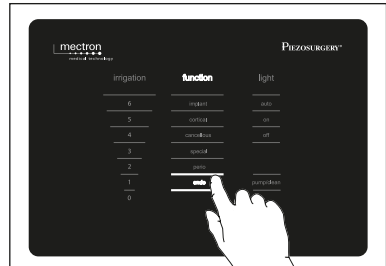 mectron
medical technology
PIEZOSURGERY
irrigation function light
6 implant auto
5 cortical on
4 cancellous off
3 special
2 perio
1 endo pump/clean
0